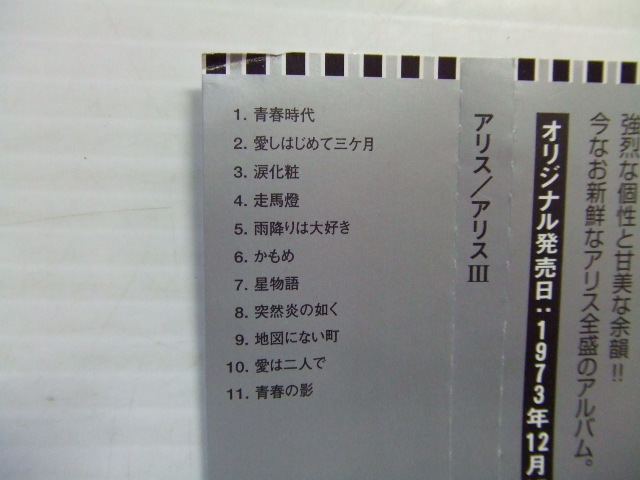 1. 青春時代
2. 愛しはじめて三ケ月
3. 涙化粧
4. 走馬燈
5. 雨降りは大好き
6. かもめ
7. 星物語
8. 突然炎の如く
9. 地図にない町
10. 愛は二人で
11. 青春の影
アリス／アリスIII
強烈な個性と甘美な余韻!!
今なお新鮮なアリス全盛のアルバム。
オリジナル発売日：1973年12月